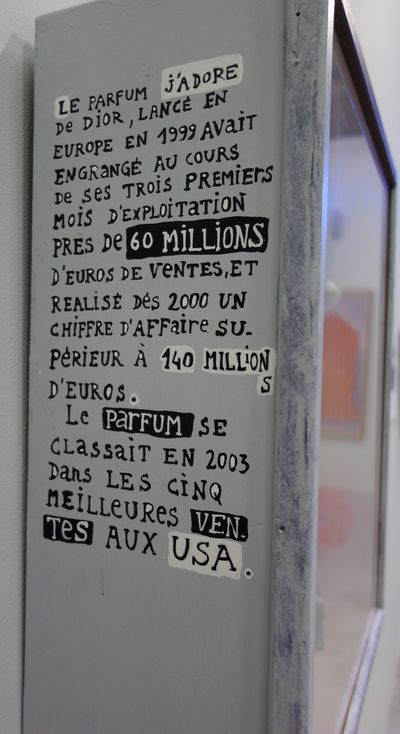 LE PARFUM J'ADORE
De DIOR, LANCÉ EN
EUROPE EN 1999 AVAIT
ENGRANGÉ AU COURS
De Ses TROIS PREMIERS
MOIS D'EXPLOITATION
PRES De 60 MILLIONS
D'EUROS DE VENTES, ET
REALISÉ DÈS 2000 UN
CHIFFRE D'AFFAIRE SU-
PÉRIEUR À 140 MILLION
S
D'EUROS.
Le PARFUM SE
CLASSAIT EN 2003
Dans LES CINQ
MEILLEURES VEN-
TES AUX USA.